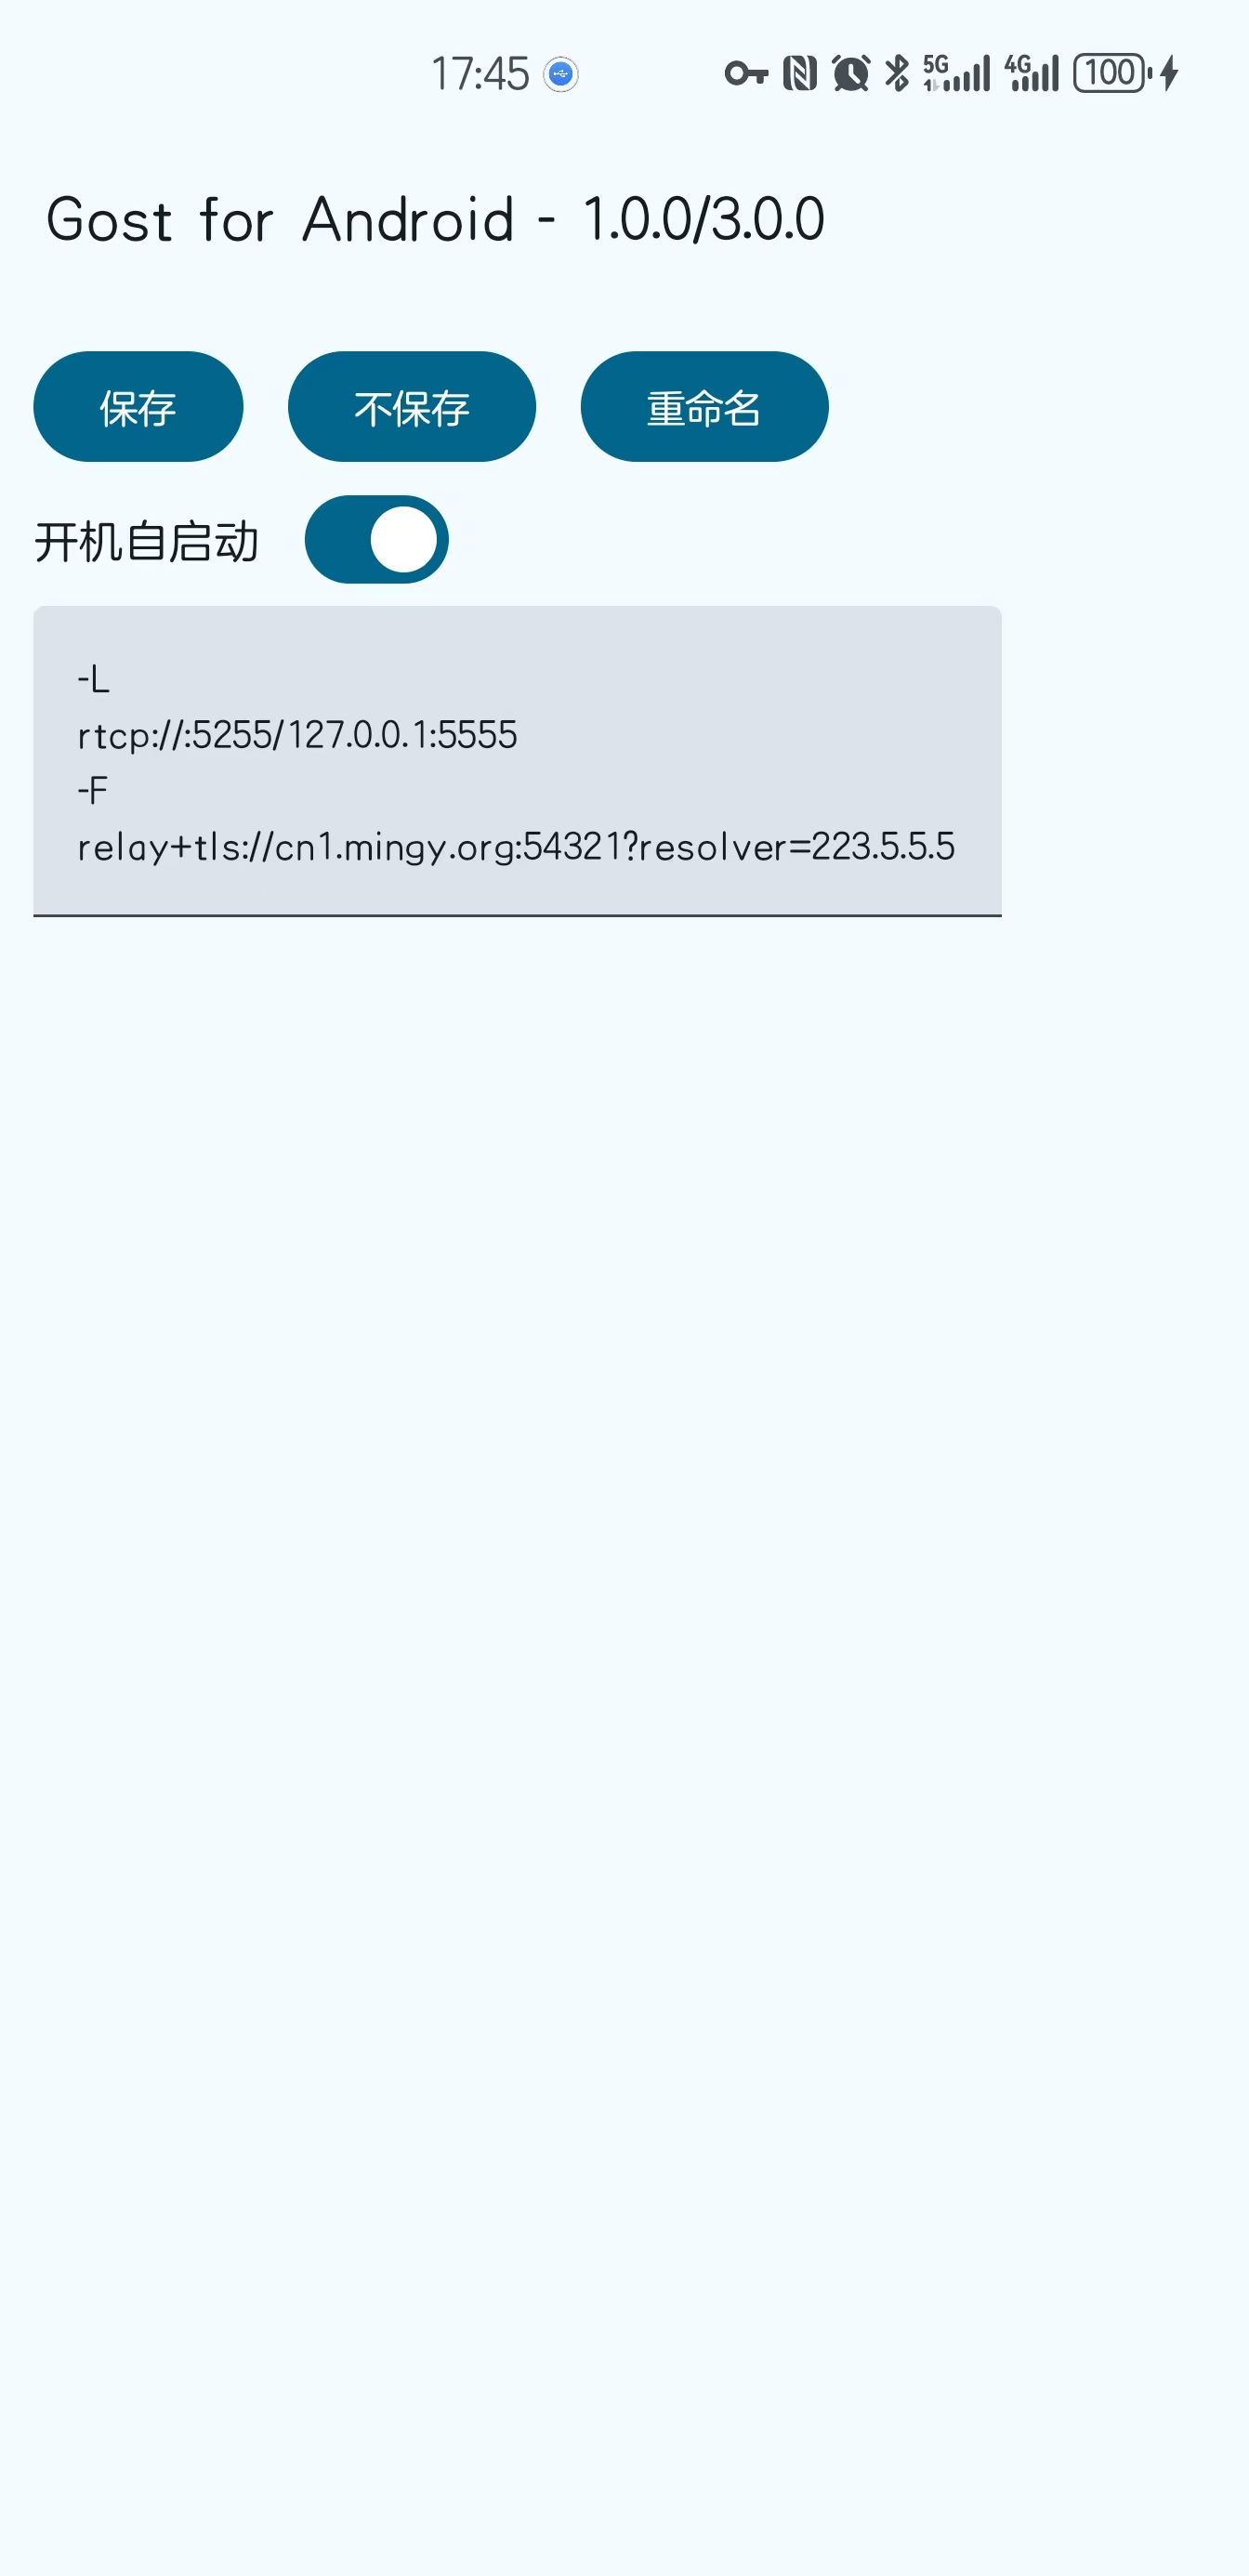 17:45 5G 4G 100
Gost for Android - 1.0.0/3.0.0
保存 不保存 重命名
开机自启动
-L
rtcp://:5255/127.0.0.1:5555
-F
relay+tls://cn1.mingy.org:54321?resolver=223.5.5.5